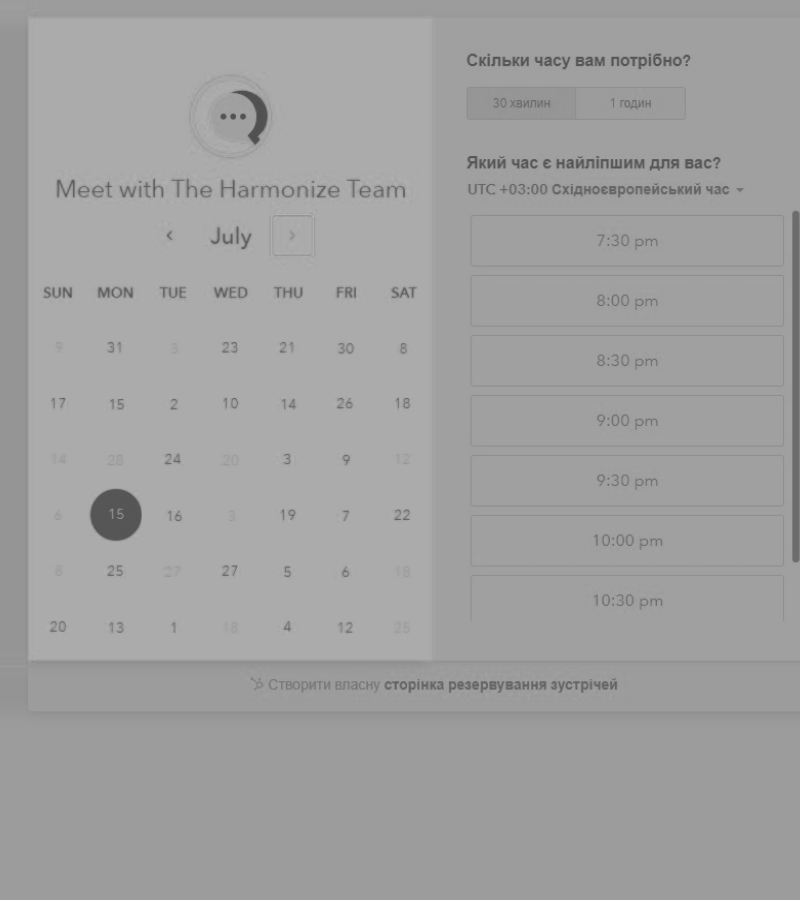 Meet with The Harmonize Team
July
SUN MON TUE WED THU FRI SAT
9 31 3 23 21 30 8
17 15 2 10 14 26 18
14 28 24 20 3 9 12
6 15 16 3 19 7 22
8 25 27 27 5 6 18
20 13 1 18 4 12 25
Скільки часу вам потрібно?
30 хвилин 1 годин
Який час є найліпшим для вас?
UTC +03:00 Східноєвропейський час
7:30 pm
8:00 pm
8:30 pm
9:00 pm
9:30 pm
10:00 pm
10:30 pm
Створити власну сторінка резервування зустрічей